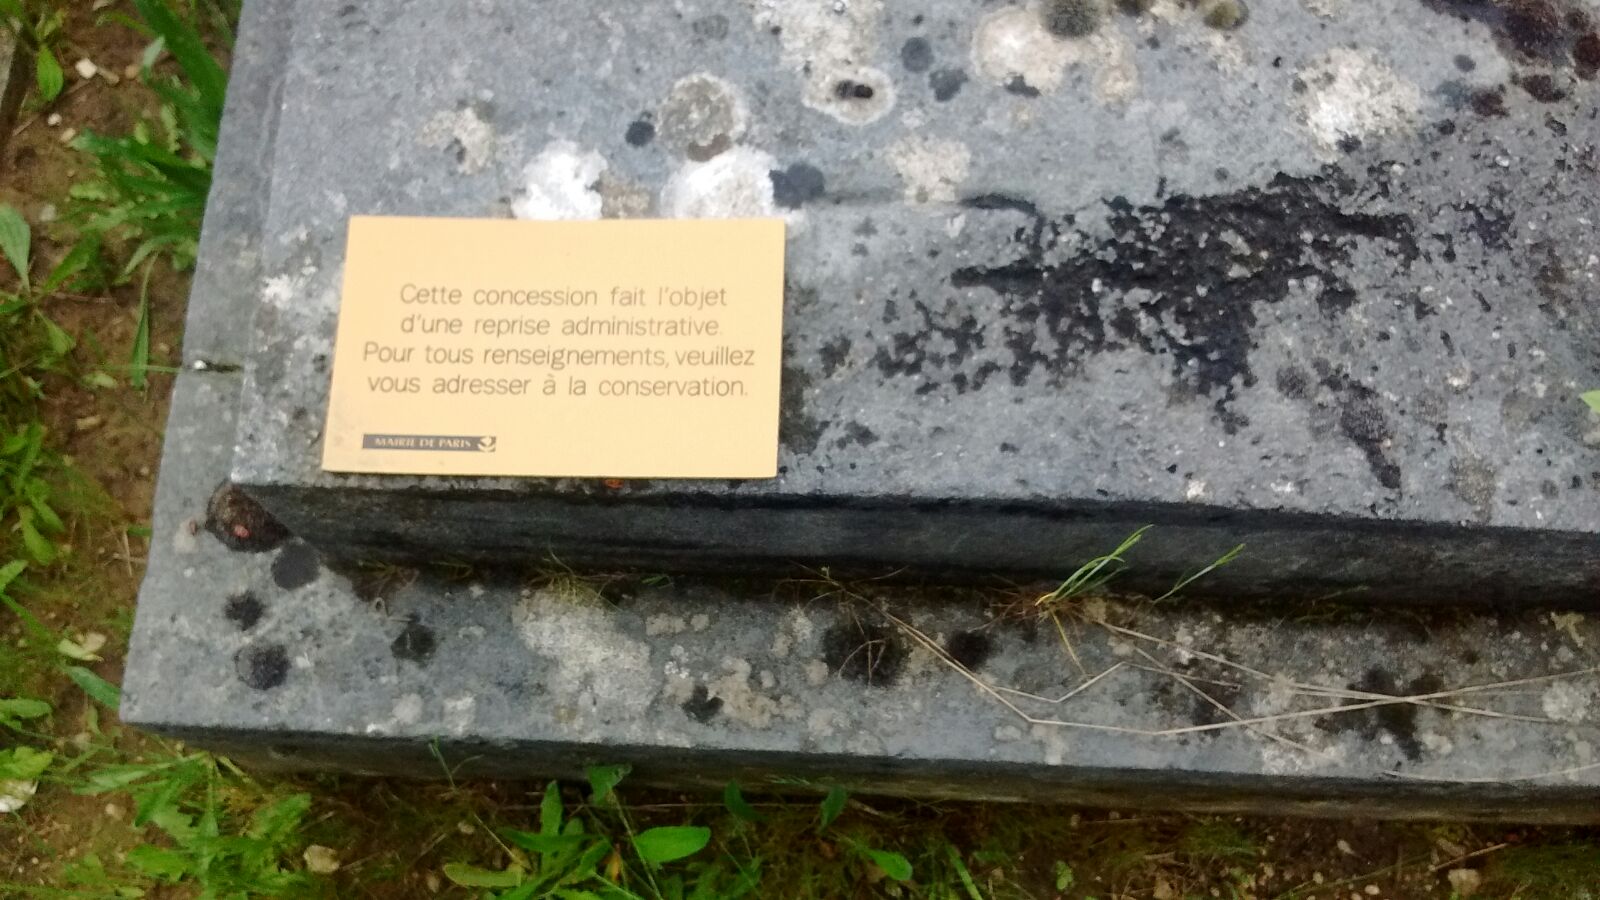 Cette concession fait l'objet
d'une reprise administrative.
Pour tous renseignements, veuillez
vous adresser à la conservation.
MAIRIE DE PARIS